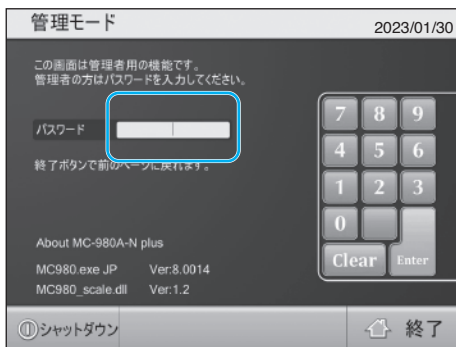 管理モード
2023/01/30
この画面は管理者用の機能です。
管理者の方はパスワードを入力してください。
パスワード
終了ボタンで前のページに戻れます。
7 8 9
4 5 6
1 2 3
0
Clear Enter
About MC-980A-N plus
MC980.exe JP Ver:8.0014
MC980_scale.dll Ver:1.2
シャットダウン
終了